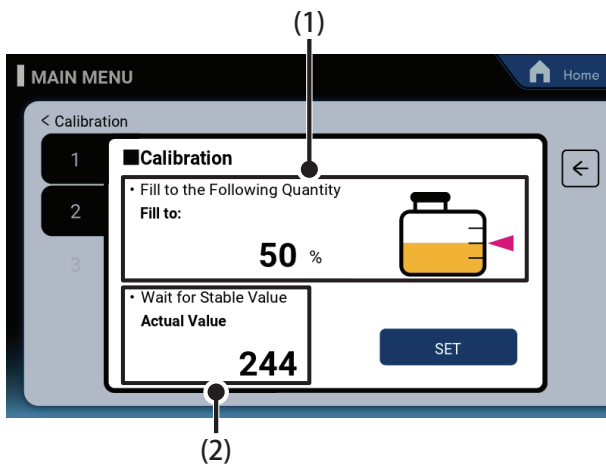 (1)
MAIN MENU
Home
< Calibration
1
■Calibration
• Fill to the Following Quantity
Fill to:
2
50 %
3
• Wait for Stable Value
Actual Value
SET
244
(2)